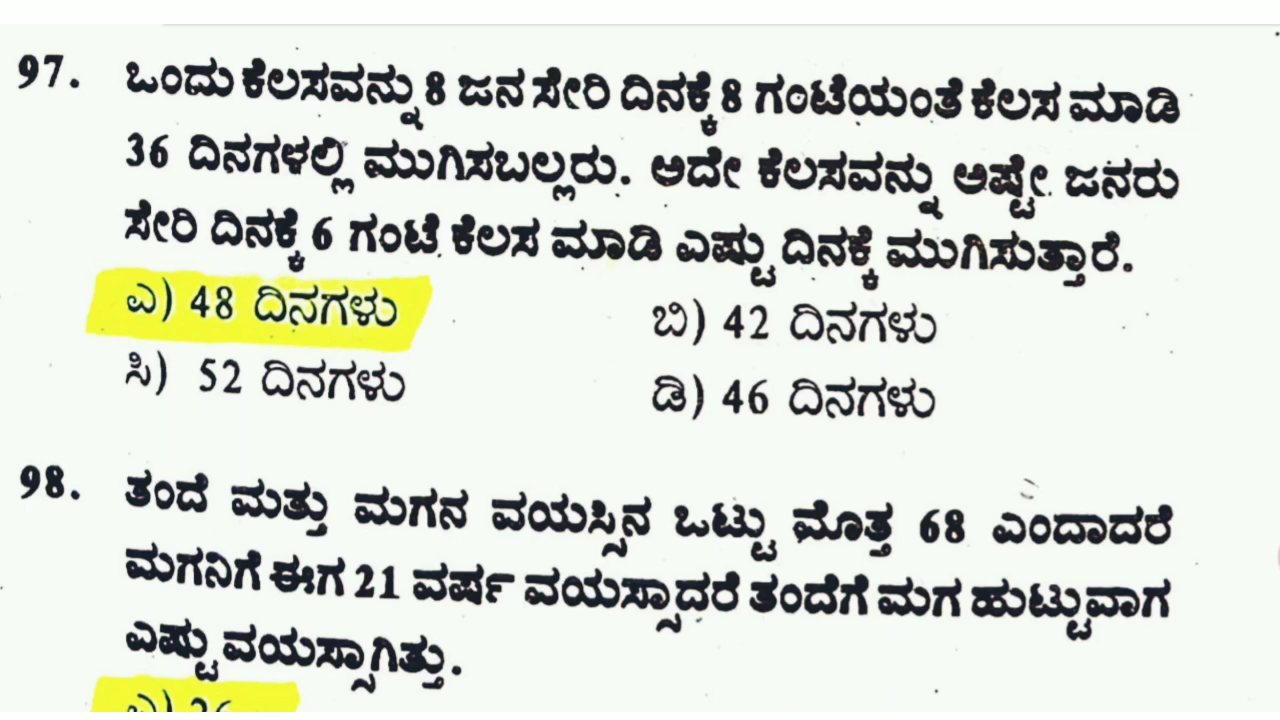 97. ಒಂದು ಕೆಲಸವನ್ನು 8 ಜನ ಸೇರಿ ದಿನಕ್ಕೆ 8 ಗಂಟೆಯಂತೆ ಕೆಲಸ ಮಾಡಿ
36 ದಿನಗಳಲ್ಲಿ ಮುಗಿಸಬಲ್ಲರು. ಅದೇ ಕೆಲಸವನ್ನು ಅಷ್ಟೇ ಜನರು
ಸೇರಿ ದಿನಕ್ಕೆ 6 ಗಂಟೆ ಕೆಲಸ ಮಾಡಿ ಎಷ್ಟು ದಿನಕ್ಕೆ ಮುಗಿಸುತ್ತಾರೆ.
ಎ) 48 ದಿನಗಳು ಬಿ) 42 ದಿನಗಳು
ಸಿ) 52 ದಿನಗಳು ಡಿ) 46 ದಿನಗಳು
98. ತಂದೆ ಮತ್ತು ಮಗನ ವಯಸ್ಸಿನ ಒಟ್ಟು ಮೊತ್ತ 68 ಎಂದಾದರೆ
ಮಗನಿಗೆ ಈಗ 21 ವರ್ಷ ವಯಸ್ಸಾದರೆ ತಂದೆಗೆ ಮಗ ಹುಟ್ಟುವಾಗ
ಎಷ್ಟು ವಯಸ್ಸಾಗಿತ್ತು.